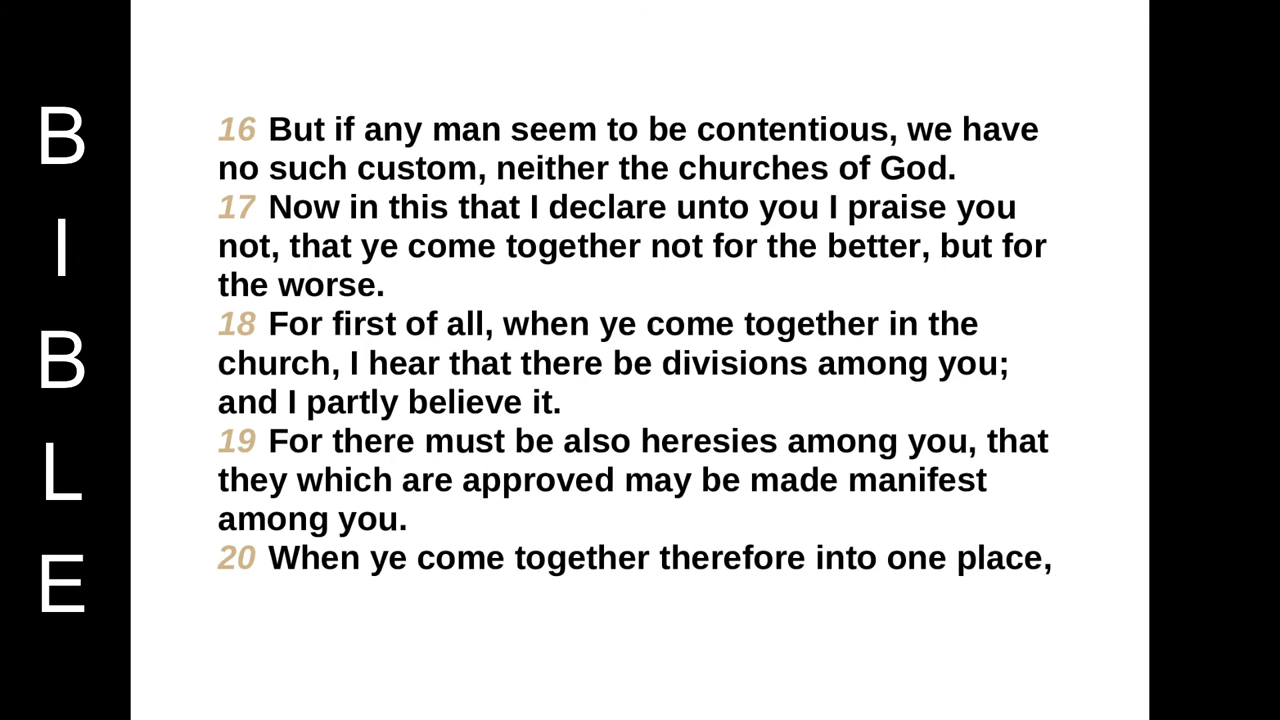 B
I
B
L
E
16 But if any man seem to be contentious, we have
no such custom, neither the churches of God.
17 Now in this that I declare unto you I praise you
not, that ye come together not for the better, but for
the worse.
18 For first of all, when ye come together in the
church, I hear that there be divisions among you;
and I partly believe it.
19 For there must be also heresies among you, that
they which are approved may be made manifest
among you.
20 When ye come together therefore into one place,